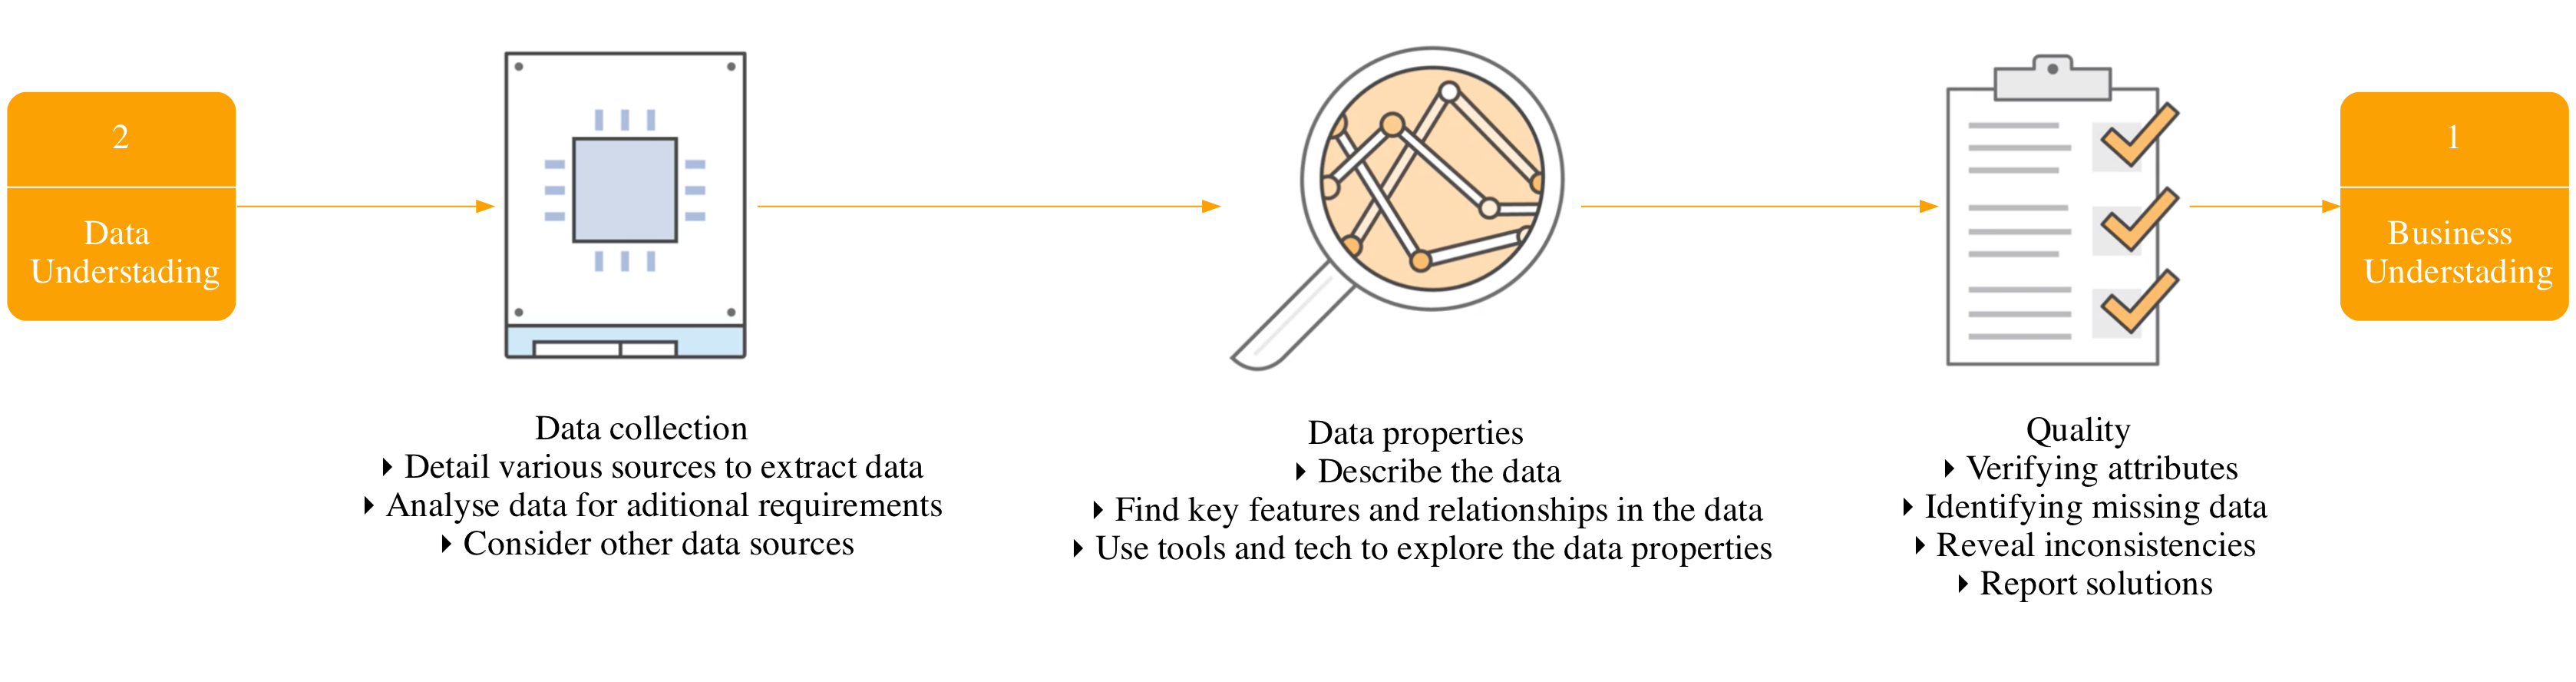 2
Data
Understading
Data collection
‣ Detail various sources to extract data
‣ Analyse data for aditional requirements
‣ Consider other data sources
Data properties
‣ Describe the data
‣ Find key features and relationships in the data
‣ Use tools and tech to explore the data properties
Quality
‣ Verifying attributes
‣ Identifying missing data
‣ Reveal inconsistencies
‣ Report solutions
1
Business
Understading